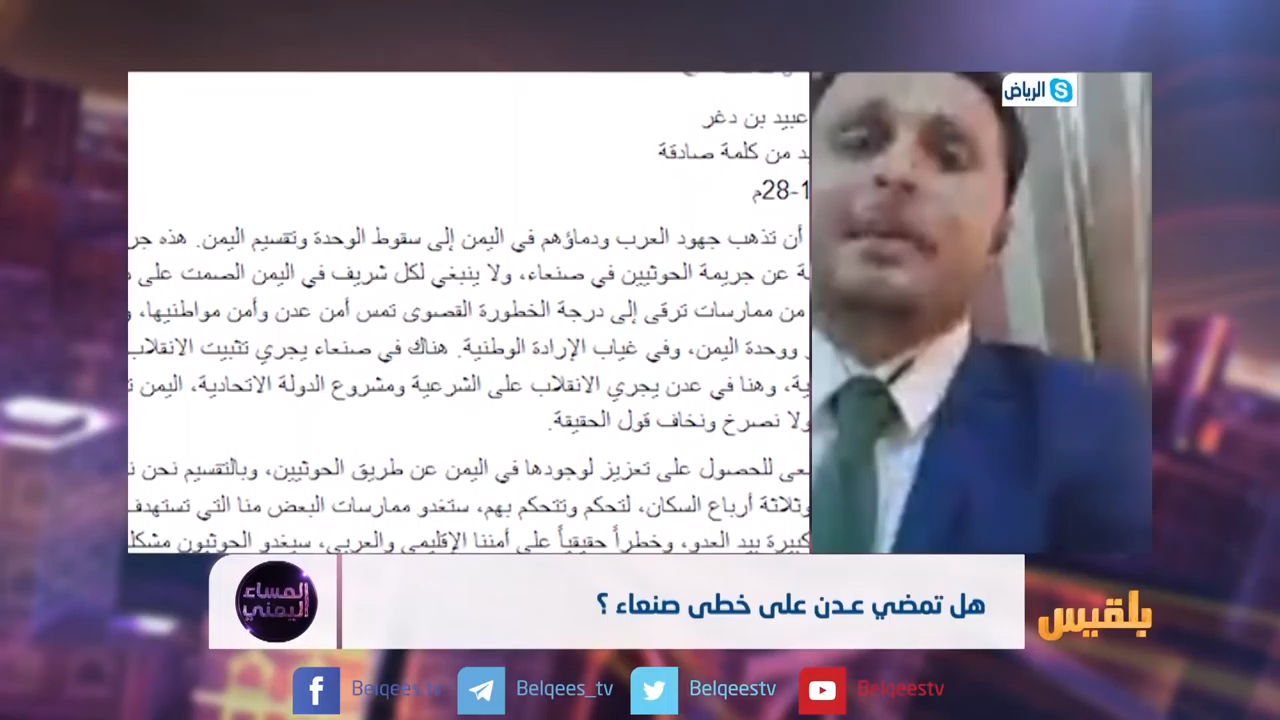 الرياض
عبيد بن دغر
من كلمة صادقة
28-1م
أن تذهب جهود العرب ودماؤهم في اليمن إلى سقوط الوحدة وتقسيم اليمن. هذه
عن جريمة الحوثيين في صنعاء، ولا ينبغي لكل شريف في اليمن الصمت على
من ممارسات ترقى إلى درجة الخطورة القصوى تمس أمن عدن وأمن مواطنيها،
ووحدة اليمن، وفي غياب الإرادة الوطنية. هناك في صنعاء يجري تثبيت الانقلاب
وهنا في عدن يجري الانقلاب على الشرعية ومشروع الدولة الاتحادية، اليمن
ولا نصرخ ونخاف قول الحقيقة.
للحصول على تعزيز لوجودها في اليمن عن طريق الحوثيين، وبالتقسيم نحن
وثلاثة أرباع السكان، لتحكم وتتحكم بهم، ستغدو ممارسات البعض منا التي تستهدف
كبيرة بيد العدو، وخطراً حقيقياً على أمننا الإقليمي والعربي، سيغدو الحوثيون
هل تمضي عدن على خطى صنعاء ؟
المساء
اليمني
بلقيس
Belqees.tv
Belqees_tv
Belqeestv
Belqeestv